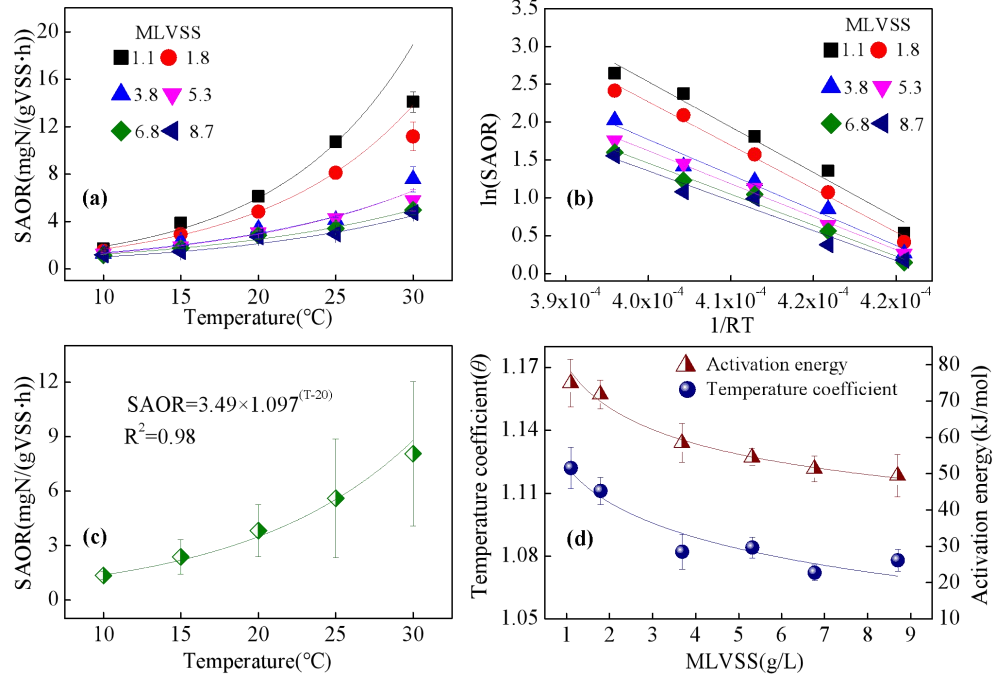 MLVSS
1.1 1.8
3.8 5.3
6.8 8.7
SAOR(mgN/(gVSS·h))
20
16
12
8
4
0
(a)
10 15 20 25 30
Temperature(°C)
MLVSS
1.1 1.8
3.8 5.3
6.8 8.7
ln(SAOR)
3.5
3.0
2.5
2.0
1.5
1.0
0.5
0.0
(b)
3.9x10⁻⁴ 4.0x10⁻⁴ 4.1x10⁻⁴ 4.2x10⁻⁴ 4.2x10⁻⁴
1/RT
SAOR(mgN/(gVSS·h))
12
9
6
3
0
SAOR=3.49×1.097⁽ᵀ⁻²⁰⁾
R²=0.98
(c)
10 15 20 25 30
Temperature(°C)
Temperature coefficient(θ)
1.17
1.14
1.11
1.08
1.05
Activation energy
Temperature coefficient
(d)
80
70
60
50
40
30
20
10
Activation energy(kJ/mol)
1 2 3 4 5 6 7 8 9
MLVSS(g/L)